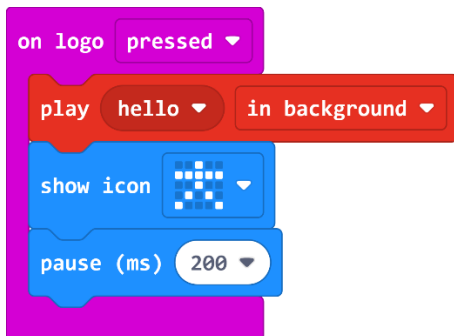 on logo pressed
play hello in background
show icon
pause (ms) 200